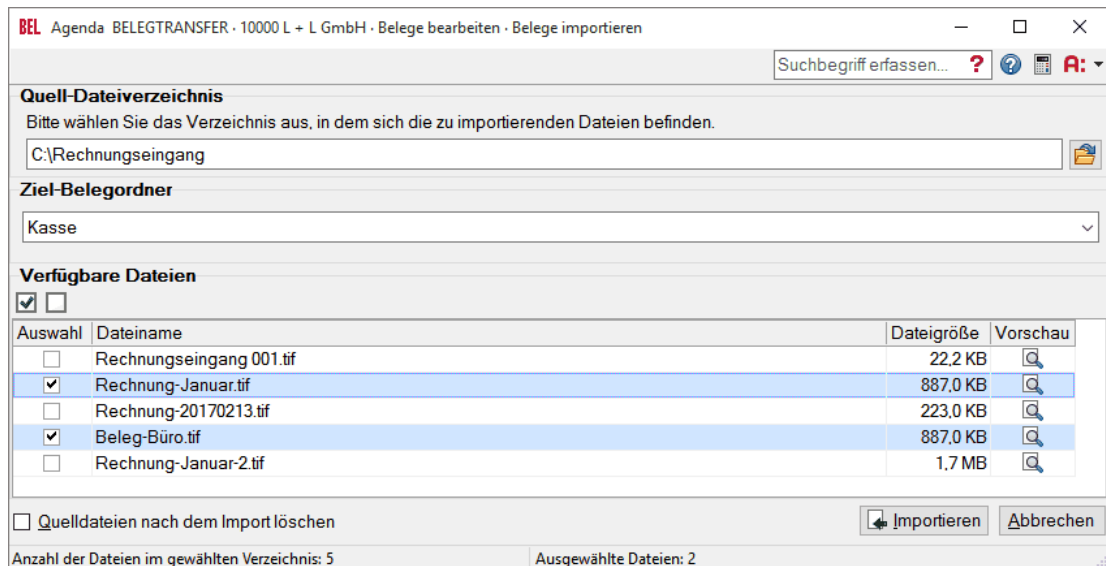 BEL Agenda BELEGTRANSFER · 10000 L + L GmbH · Belege bearbeiten · Belege importieren
Suchbegriff erfassen... ? ? A:
Quell-Dateiverzeichnis
Bitte wählen Sie das Verzeichnis aus, in dem sich die zu importierenden Dateien befinden.
C:\Rechnungseingang
Ziel-Belegordner
Kasse
Verfügbare Dateien
Auswahl Dateiname Dateigröße Vorschau
Rechnungseingang 001.tif 22,2 KB
Rechnung-Januar.tif 887,0 KB
Rechnung-20170213.tif 223,0 KB
Beleg-Büro.tif 887,0 KB
Rechnung-Januar-2.tif 1,7 MB
Quelldateien nach dem Import löschen Importieren Abbrechen
Anzahl der Dateien im gewählten Verzeichnis: 5 Ausgewählte Dateien: 2